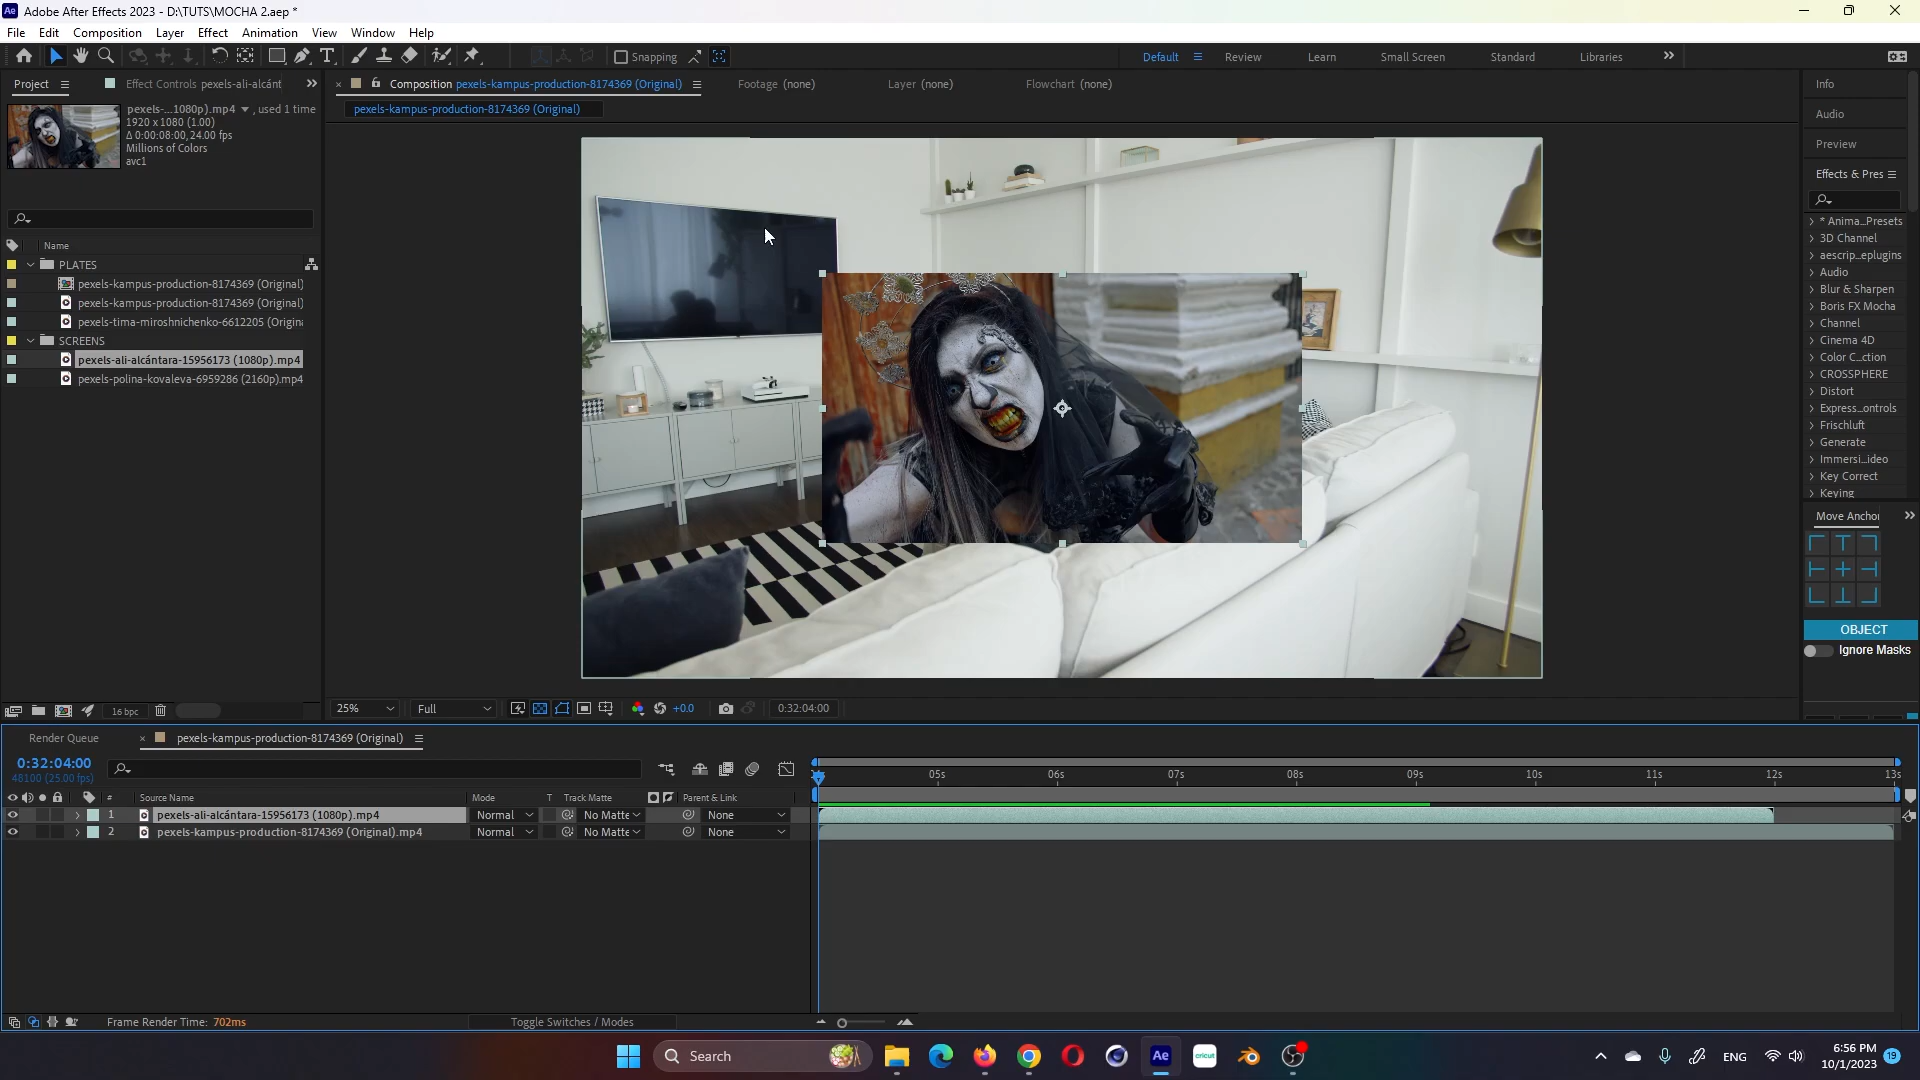 Adobe After Effects 2023 - D:\TUTS\MOCHA 2.aep *
File Edit Composition Layer Effect Animation View Window Help
Snapping
Default Review Learn Small Screen Standard Libraries
Project Effect Controls pexels-ali-alcánt
Composition pexels-kampus-production-8174369 (Original) Footage (none) Layer (none) Flowchart (none)
pexels-kampus-production-8174369 (Original)
pexels-...1080p).mp4 , used 1 time
1920 x 1080 (1.00)
Δ 0:00:08:00, 24.00 fps
Millions of Colors
avc1
Name
PLATES
pexels-kampus-production-8174369 (Original)
pexels-kampus-production-8174369 (Original)
pexels-tima-miroshnichenko-6612205 (Origina
SCREENS
pexels-ali-alcántara-15956173 (1080p).mp4
pexels-polina-kovaleva-6959286 (2160p).mp4
16 bpc
25% Full +0.0 0:32:04:00
Info
Audio
Preview
Effects & Pres
* Anima...Presets
3D Channel
aescrip...eplugins
Audio
Blur & Sharpen
Boris FX Mocha
Channel
Cinema 4D
Color C...ction
CROSSPHERE
Distort
Express...ontrols
Frischluft
Generate
Immersi...ideo
Key Correct
Keying
Move Anchor
OBJECT
Ignore Masks
Render Queue pexels-kampus-production-8174369 (Original)
0:32:04:00
48100 (25.00 fps)
05s 06s 07s 08s 09s 10s 11s 12s 13s
# Source Name Mode T Track Matte Parent & Link
1 pexels-ali-alcántara-15956173 (1080p).mp4 Normal No Matte None
2 pexels-kampus-production-8174369 (Original).mp4 Normal No Matte None
Frame Render Time: 702ms Toggle Switches / Modes
Search
Ae
cricut
ENG
6:56 PM
10/1/2023
19